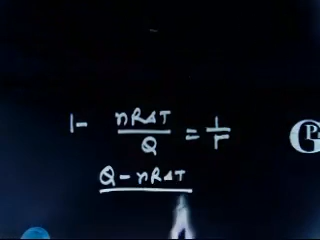 1- nRΔT/Q = 1/r
Q-nRΔT